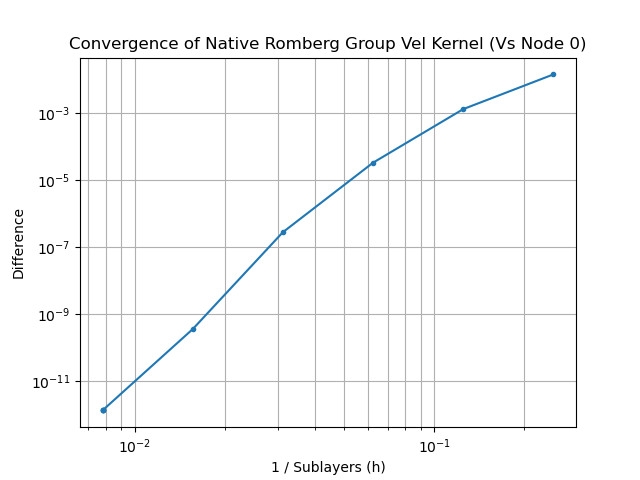 Convergence of Native Romberg Group Vel Kernel (Vs Node 0)
10⁻³
10⁻⁵
10⁻⁷
10⁻⁹
10⁻¹¹
Difference
10⁻²
10⁻¹
1 / Sublayers (h)